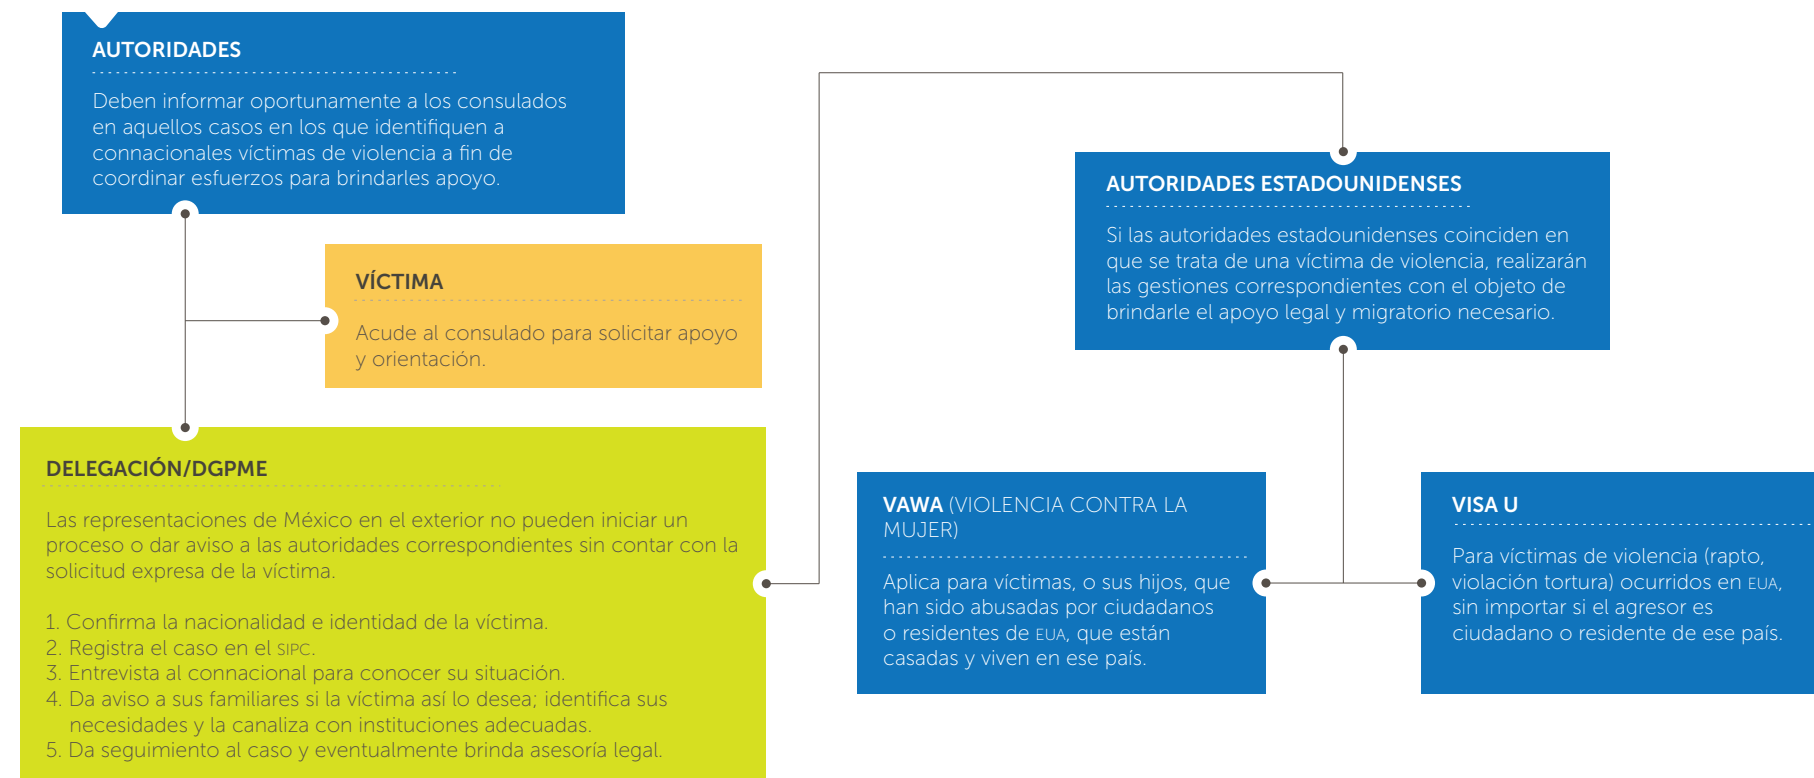 AUTORIDADES
Deben informar oportunamente a los consulados
en aquellos casos en los que identifiquen a
connacionales víctimas de violencia a fin de
coordinar esfuerzos para brindarles apoyo.
VÍCTIMA
Acude al consulado para solicitar apoyo
y orientación.
DELEGACIÓN/DGPME
Las representaciones de México en el exterior no pueden iniciar un
proceso o dar aviso a las autoridades correspondientes sin contar con la
solicitud expresa de la víctima.
1. Confirma la nacionalidad e identidad de la víctima.
2. Registra el caso en el SIPC.
3. Entrevista al connacional para conocer su situación.
4. Da aviso a sus familiares si la víctima así lo desea; identifica sus
necesidades y la canaliza con instituciones adecuadas.
5. Da seguimiento al caso y eventualmente brinda asesoría legal.
AUTORIDADES ESTADOUNIDENSES
Si las autoridades estadounidenses coinciden en
que se trata de una víctima de violencia, realizarán
las gestiones correspondientes con el objeto de
brindarle el apoyo legal y migratorio necesario.
VAWA (VIOLENCIA CONTRA LA
MUJER)
Aplica para víctimas, o sus hijos, que
han sido abusadas por ciudadanos
o residentes de EUA, que están
casadas y viven en ese país.
VISA U
Para víctimas de violencia (rapto,
violación tortura) ocurridos en EUA,
sin importar si el agresor es
ciudadano o residente de ese país.